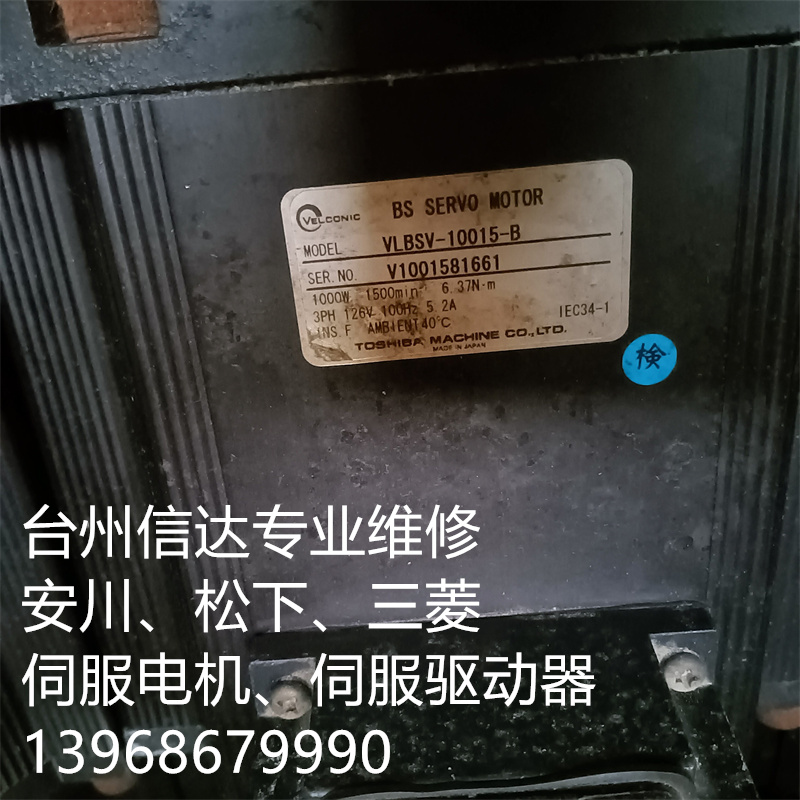 VELCONIC BS SERVO MOTOR
MODEL VLBSV-10015-B
SER.NO. V1001581661
1000W 1500min⁻¹ 6.37N·m
3PH 126V 100Hz 5.2A IEC34-1
INS.F AMBIENT40°C
TOSHIBA MACHINE CO.,LTD.
MADE IN JAPAN
検
台州信达专业维修
安川、松下、三菱
伺服电机、伺服驱动器
13968679990